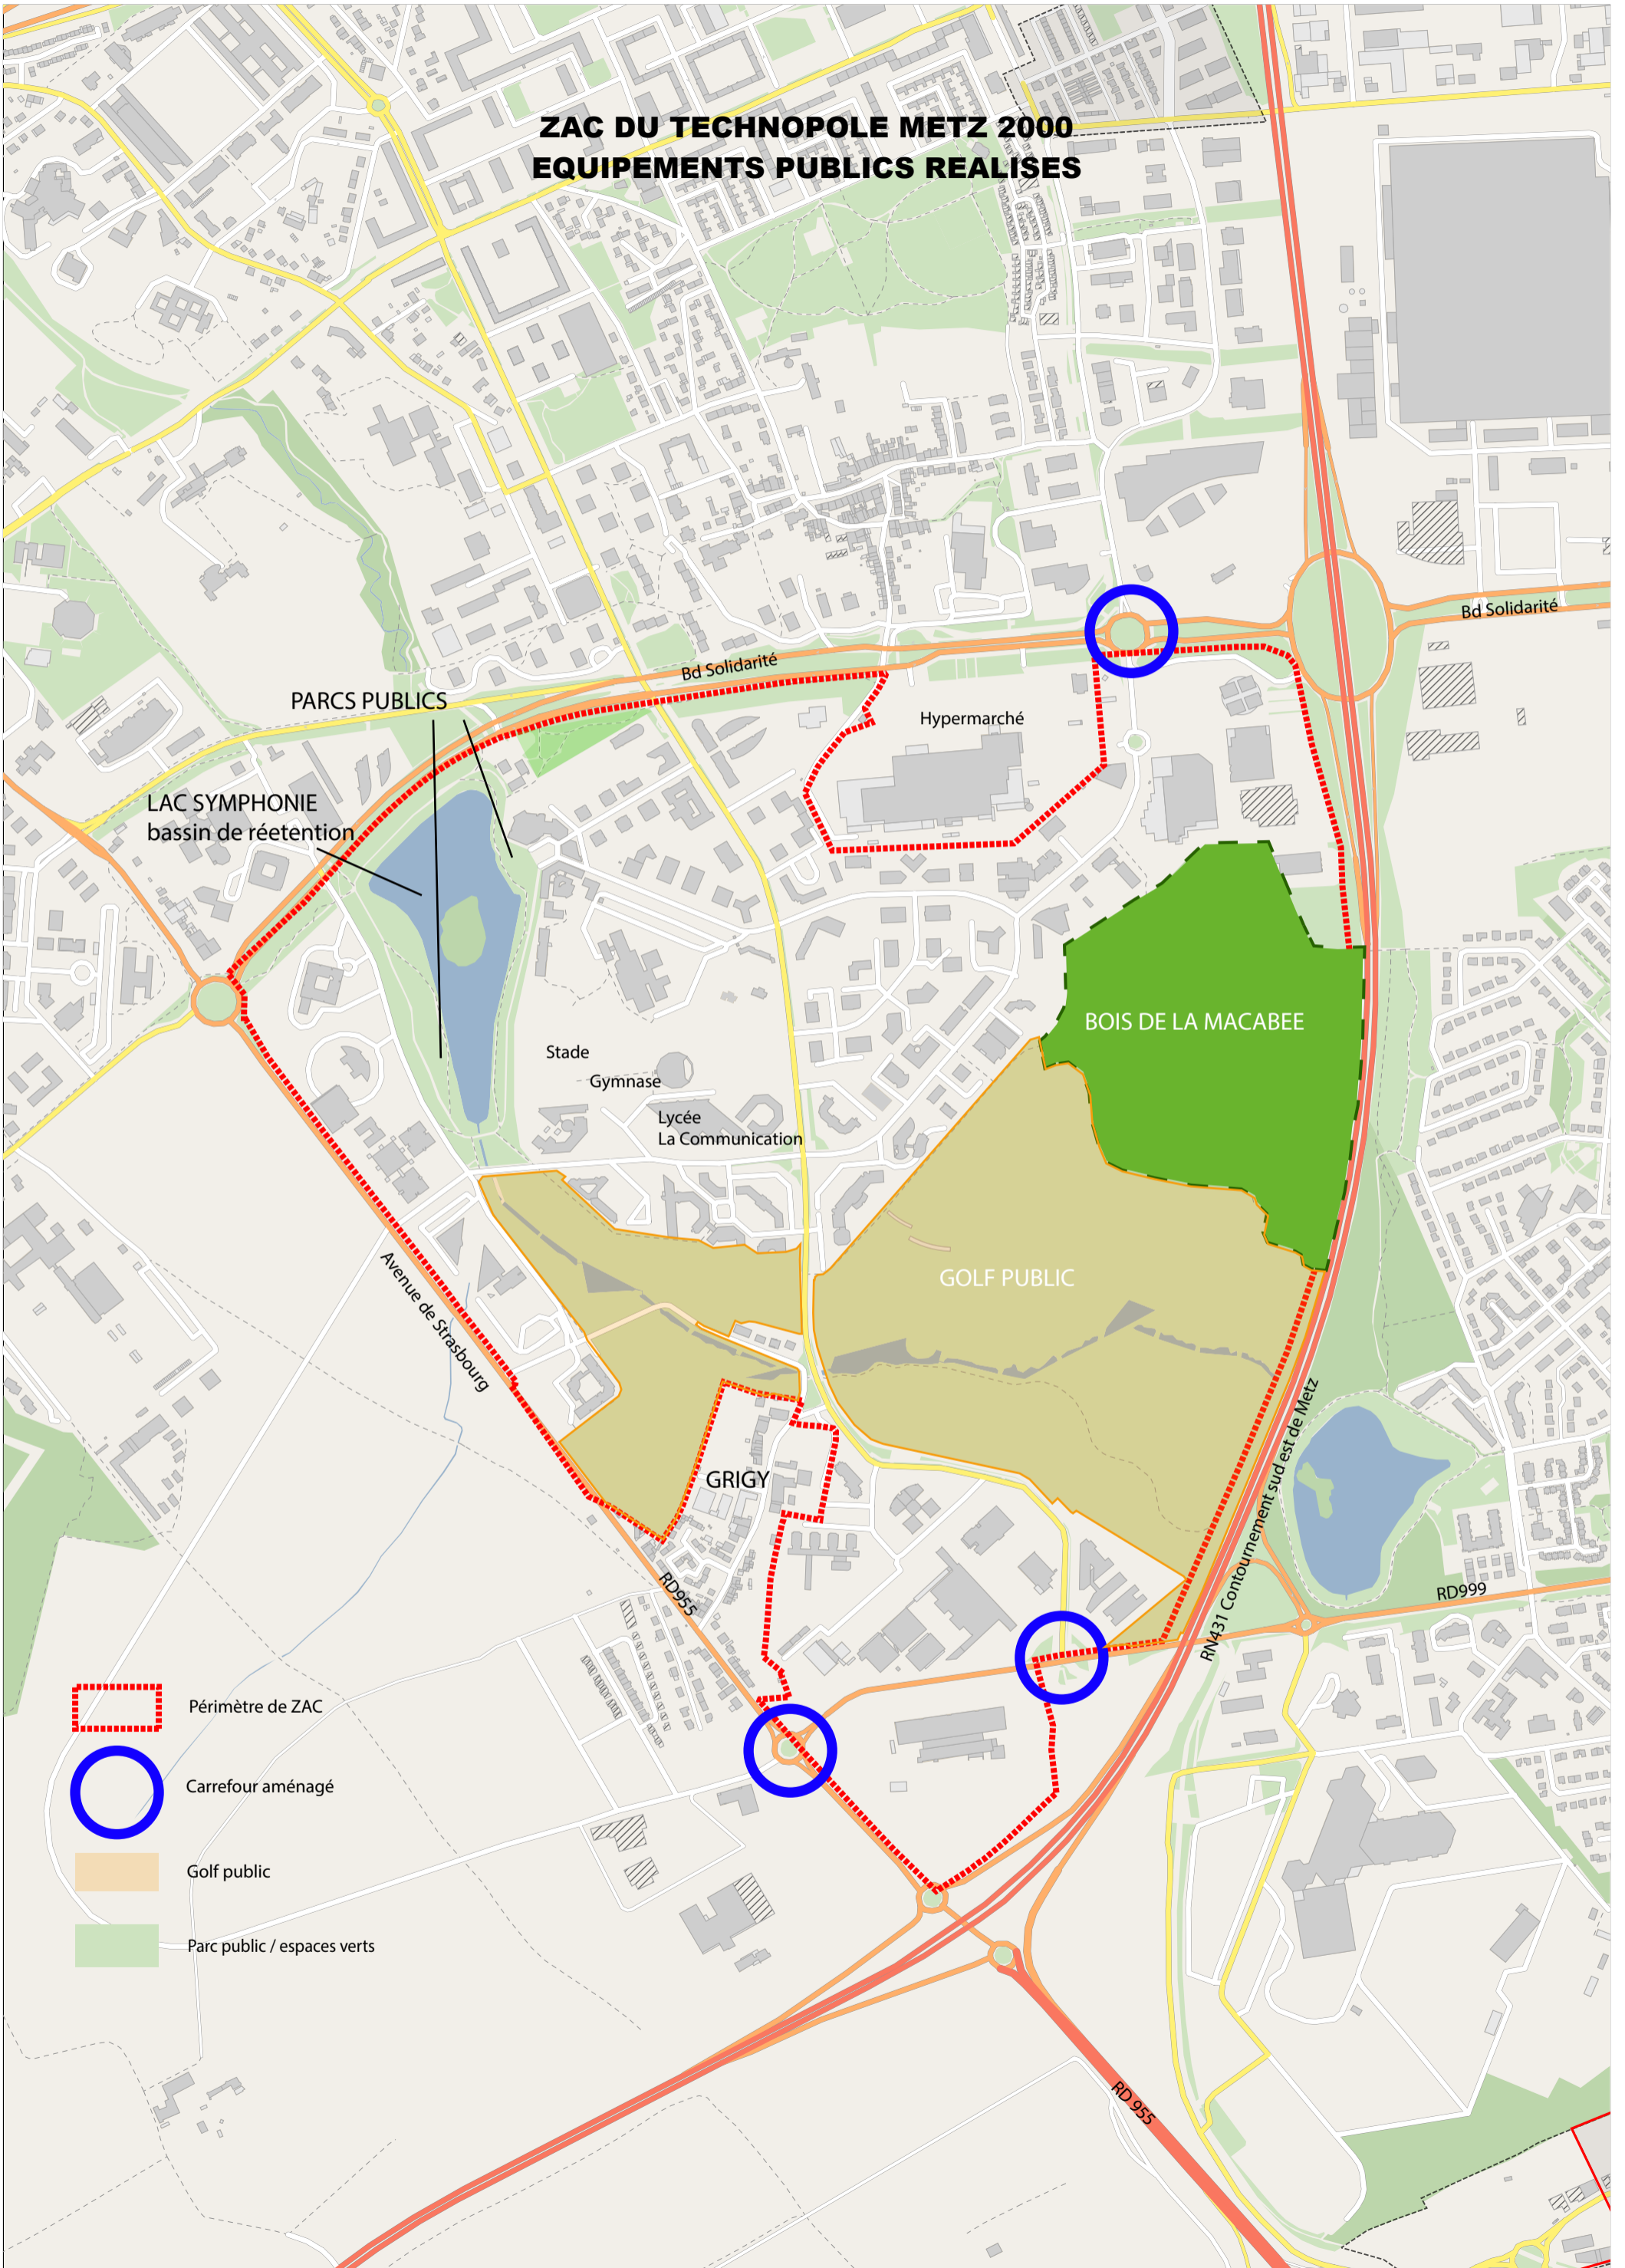 ZAC DU TECHNOPOLE METZ 2000
EQUIPEMENTS PUBLICS REALISES
Bd Solidarité
Bd Solidarité
PARCS PUBLICS
Hypermarché
LAC SYMPHONIE
bassin de réetention
BOIS DE LA MACABEE
Stade
Gymnase
Lycée
La Communication
GOLF PUBLIC
Avenue de Strasbourg
GRIGY
RN431 Contournement sud est de Metz
RD955
RD999
Périmètre de ZAC
Carrefour aménagé
Golf public
Parc public / espaces verts
RD 955